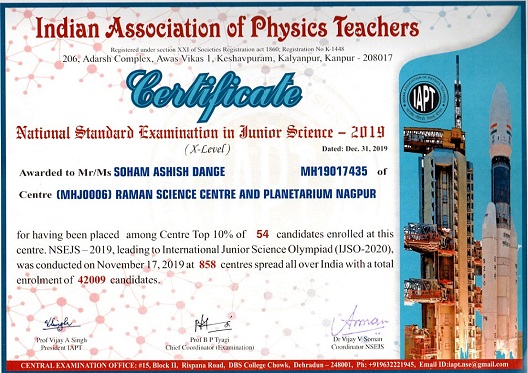 Indian Association of Physics Teachers
Registered under section XXI of Societies Registration act 1860; Registration No K-1448
206, Adarsh Complex, Awas Vikas 1, Keshavpuram, Kalyanpur, Kanpur - 208017
IAPT
Certificate
National Standard Examination in Junior Science - 2019
(X-Level) Dated: Dec. 31, 2019
Awarded to Mr/Ms SOHAM ASHISH DANGE MH19017435 of
Centre (MHJ0006) RAMAN SCIENCE CENTRE AND PLANETARIUM NAGPUR
for having been placed among Centre Top 10% of 54 candidates enrolled at this
centre. NSEJS – 2019, leading to International Junior Science Olympiad (IJSO-2020),
was conducted on November 17, 2019 at 858 centres spread all over India with a total
enrolment of 42009 candidates.
Prof Vijay A Singh Prof B P Tyagi Dr Vijay V Soman
President IAPT Chief Coordinator (Examination) Coordinator NSEJS
CENTRAL EXAMINATION OFFICE: #15, Block II, Rispana Road, DBS College Chowk, Dehradun – 248001, Ph: +919632221945, Email ID:iapt.nse@gmail.com